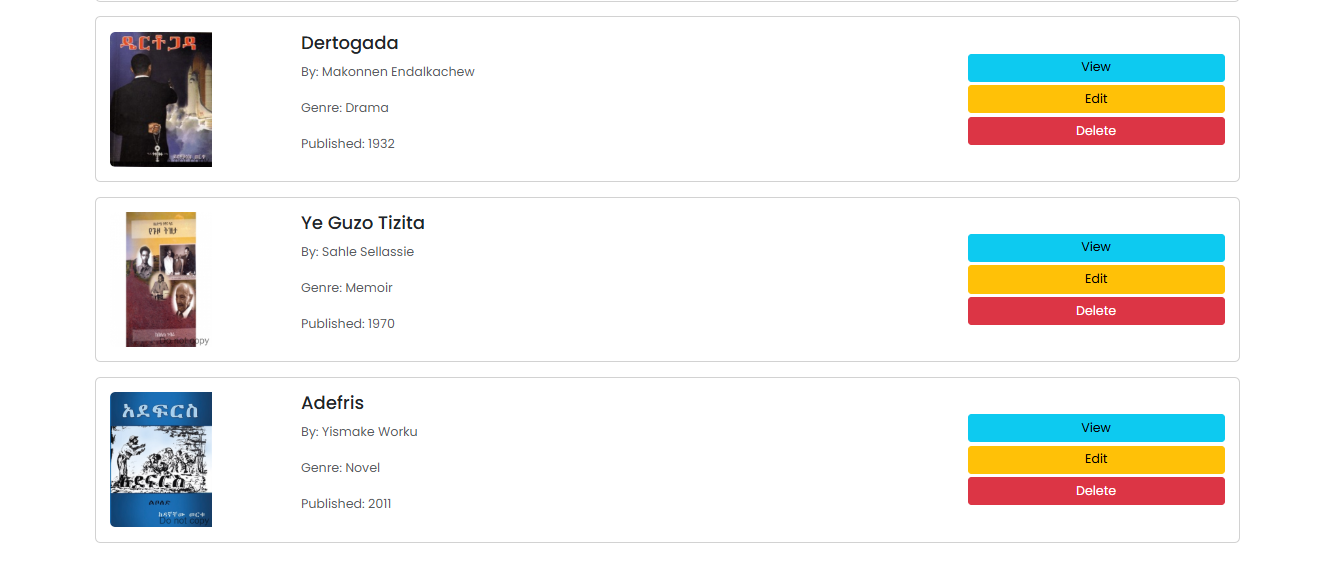 ዴርቶጋዳ
Dertogada
By: Makonnen Endalkachew
Genre: Drama
Published: 1932
View
Edit
Delete
የጉዞ ትዝታ
Do not copy
Ye Guzo Tizita
By: Sahle Sellassie
Genre: Memoir
Published: 1970
View
Edit
Delete
አደፍርስ
አደፍርስ
Do not copy
Adefris
By: Yismake Worku
Genre: Novel
Published: 2011
View
Edit
Delete